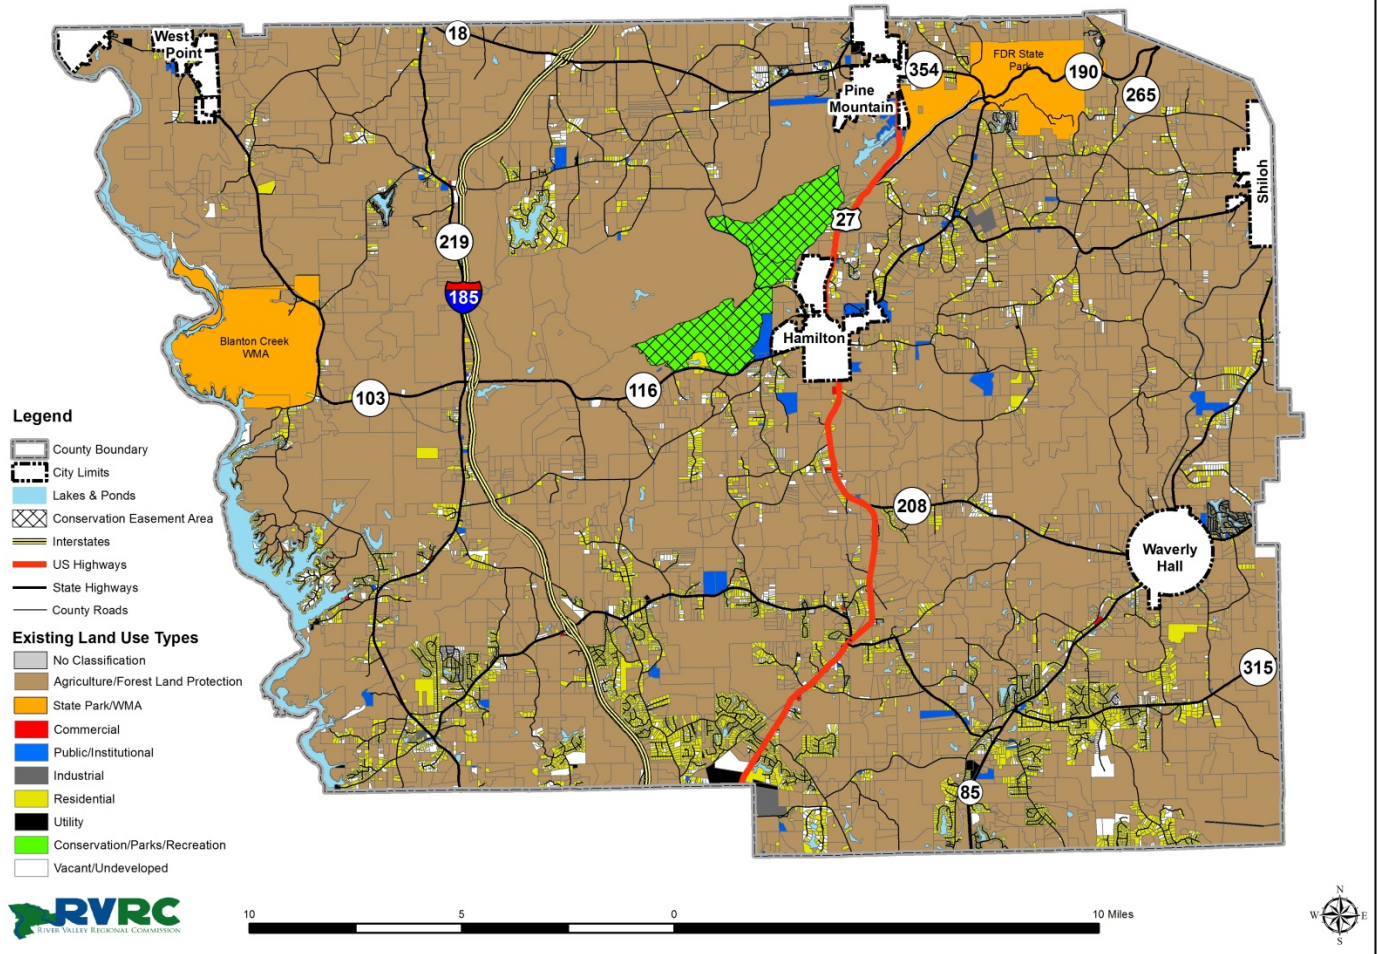 West
Point
18
Pine
Mountain
354
FDR State
Park
190
265
Shiloh
27
219
185
Blanton Creek
WMA
Hamilton
103
116
208
Waverly
Hall
315
85
Legend
County Boundary
City Limits
Lakes & Ponds
Conservation Easement Area
Interstates
US Highways
State Highways
County Roads
Existing Land Use Types
No Classification
Agriculture/Forest Land Protection
State Park/WMA
Commercial
Public/Institutional
Industrial
Residential
Utility
Conservation/Parks/Recreation
Vacant/Undeveloped
RVRC
RIVER VALLEY REGIONAL COMMISSION
10 5 0 10 Miles
N
W E
S